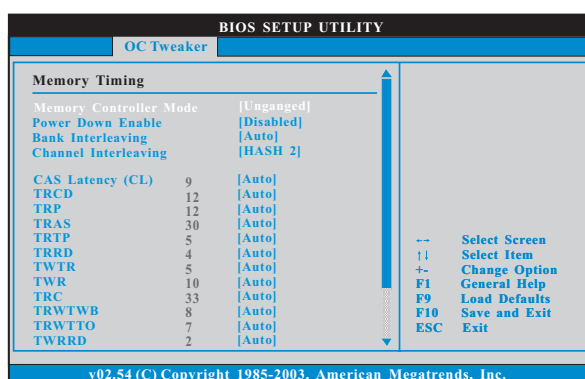 BIOS SETUP UTILITY
OC Tweaker
Memory Timing
Memory Controller Mode [Unganged]
Power Down Enable [Disabled]
Bank Interleaving [Auto]
Channel Interleaving [HASH 2]
CAS Latency (CL) 9 [Auto]
TRCD 12 [Auto]
TRP 12 [Auto]
TRAS 30 [Auto]
TRTP 5 [Auto]
TRRD 4 [Auto]
TWTR 5 [Auto]
TWR 10 [Auto]
TRC 33 [Auto]
TRWTWB 8 [Auto]
TRWTTO 7 [Auto]
TWRRD 2 [Auto]
←→ Select Screen
↑↓ Select Item
+- Change Option
F1 General Help
F9 Load Defaults
F10 Save and Exit
ESC Exit
v02.54 (C) Copyright 1985-2003, American Megatrends, Inc.